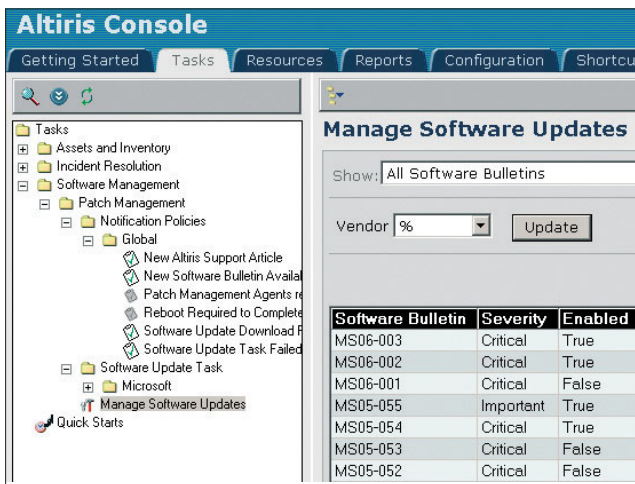 Altiris Console
Getting Started Tasks Resources Reports Configuration Shortcu
Tasks
Assets and Inventory
Incident Resolution
Software Management
Patch Management
Notification Policies
Global
New Altiris Support Article
New Software Bulletin Availal
Patch Management Agents re
Reboot Required to Complete
Software Update Download F
Software Update Task Failed
Software Update Task
Microsoft
Manage Software Updates
Quick Starts
Manage Software Updates
Show: All Software Bulletins
Vendor % Update
Software Bulletin Severity Enabled
MS06-003 Critical True
MS06-002 Critical True
MS06-001 Critical False
MS05-055 Important True
MS05-054 Critical True
MS05-053 Critical False
MS05-052 Critical False